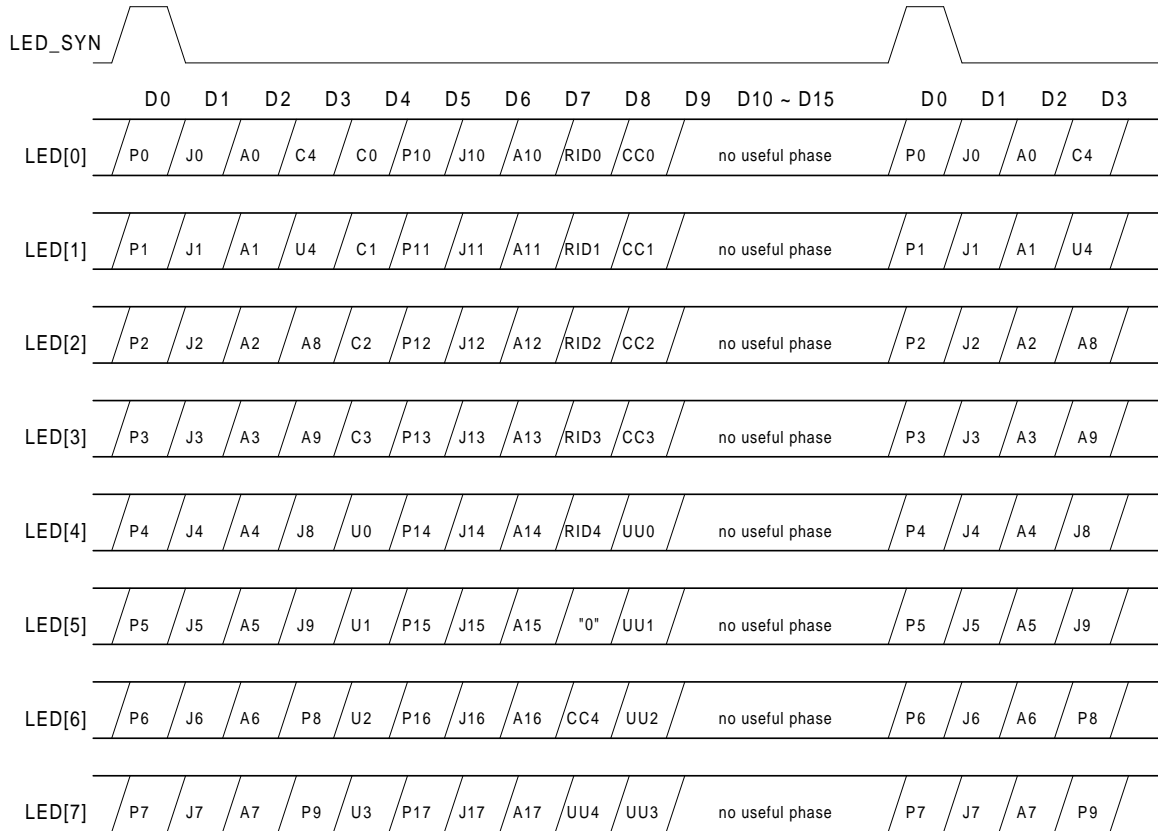 LED_SYN
D0 D1 D2 D3 D4 D5 D6 D7 D8 D9 D10 ~ D15 D0 D1 D2 D3
LED[0] P0 J0 A0 C4 C0 P10 J10 A10 RID0 CC0 no useful phase P0 J0 A0 C4
LED[1] P1 J1 A1 U4 C1 P11 J11 A11 RID1 CC1 no useful phase P1 J1 A1 U4
LED[2] P2 J2 A2 A8 C2 P12 J12 A12 RID2 CC2 no useful phase P2 J2 A2 A8
LED[3] P3 J3 A3 A9 C3 P13 J13 A13 RID3 CC3 no useful phase P3 J3 A3 A9
LED[4] P4 J4 A4 J8 U0 P14 J14 A14 RID4 UU0 no useful phase P4 J4 A4 J8
LED[5] P5 J5 A5 J9 U1 P15 J15 A15 "0" UU1 no useful phase P5 J5 A5 J9
LED[6] P6 J6 A6 P8 U2 P16 J16 A16 CC4 UU2 no useful phase P6 J6 A6 P8
LED[7] P7 J7 A7 P9 U3 P17 J17 A17 UU4 UU3 no useful phase P7 J7 A7 P9